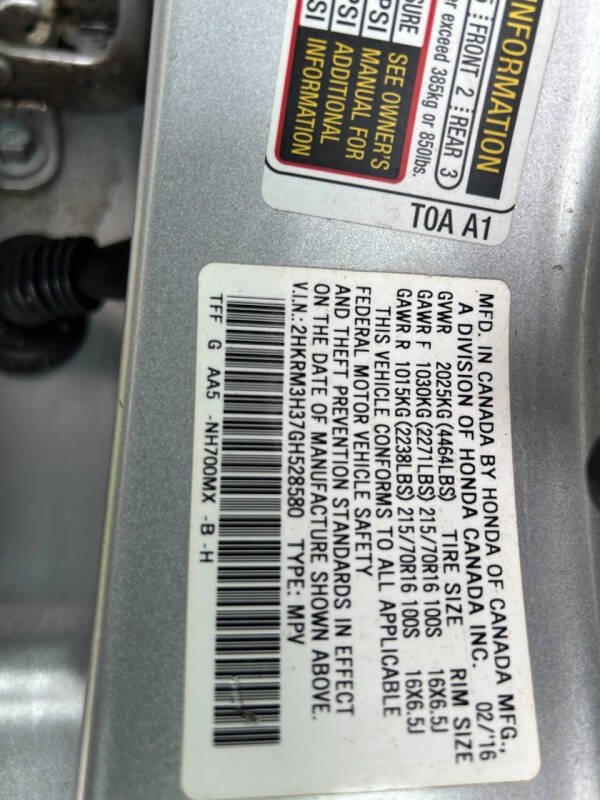 INFORMATION
FRONT 2 REAR 3
exceed 385kg or 850lbs.
SURE
PSI
PSI
SI
SEE OWNER'S
MANUAL FOR
ADDITIONAL
INFORMATION
TOA A1
MFD. IN CANADA BY HONDA OF CANADA MFG.,
A DIVISION OF HONDA CANADA INC. 02/'16
GVWR 2025KG(4464LBS) TIRE SIZE RIM SIZE
GAWR F 1030KG(2271LBS) 215/70R16 100S 16X6.5J
GAWR R 1015KG(2238LBS) 215/70R16 100S 16X6.5J
THIS VEHICLE CONFORMS TO ALL APPLICABLE
FEDERAL MOTOR VEHICLE SAFETY
AND THEFT PREVENTION STANDARDS IN EFFECT
ON THE DATE OF MANUFACTURE SHOWN ABOVE.
V.I.N.: 2HKRM3H37GH528580 TYPE: MPV
TFF G AA5 -NH700MX -B -H